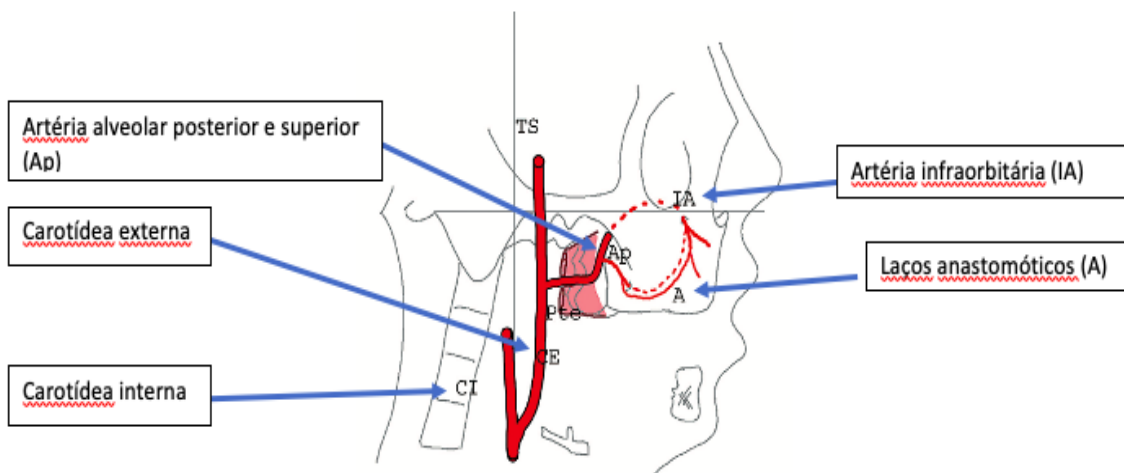 TS
Artéria alveolar posterior e superior
(Ap)
Artéria infraorbitária (IA)
IA
Carotídea externa
Ap
Laços anastomóticos (A)
A
Pte
CE
Carotídea interna
CI